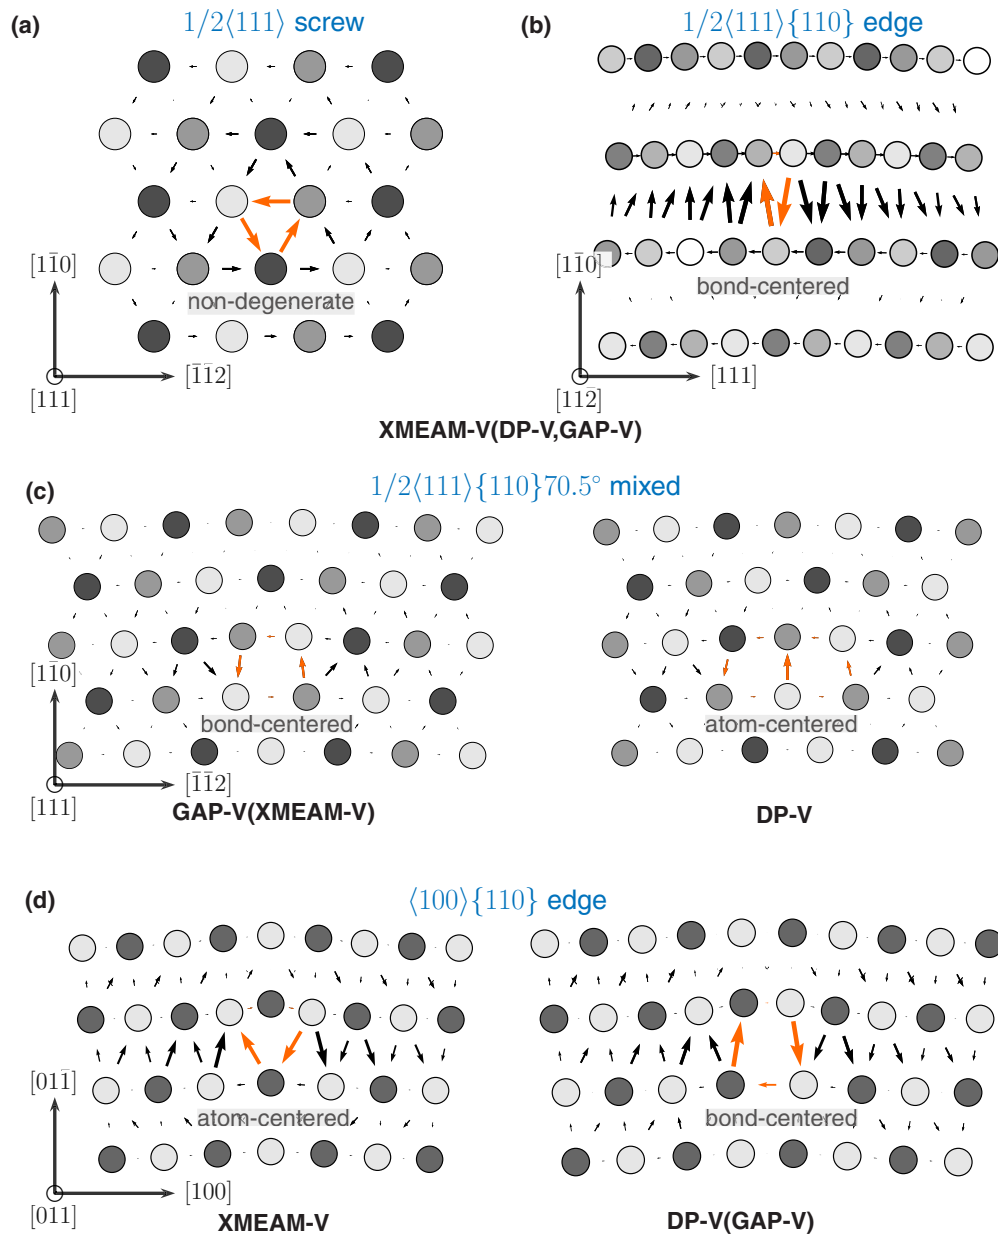 (a) 1/2⟨111⟩ screw
(b) 1/2⟨111⟩{110} edge
non-degenerate
[11̄0]
[1̄1̄2]
[111]
bond-centered
[11̄0]
[111]
[112̄]
XMEAM-V(DP-V,GAP-V)
(c) 1/2⟨111⟩{110}70.5° mixed
[11̄0]
bond-centered
atom-centered
[1̄1̄2]
[111]
GAP-V(XMEAM-V)
DP-V
(d) ⟨100⟩{110} edge
[011̄]
atom-centered
bond-centered
[100]
[011]
XMEAM-V
DP-V(GAP-V)